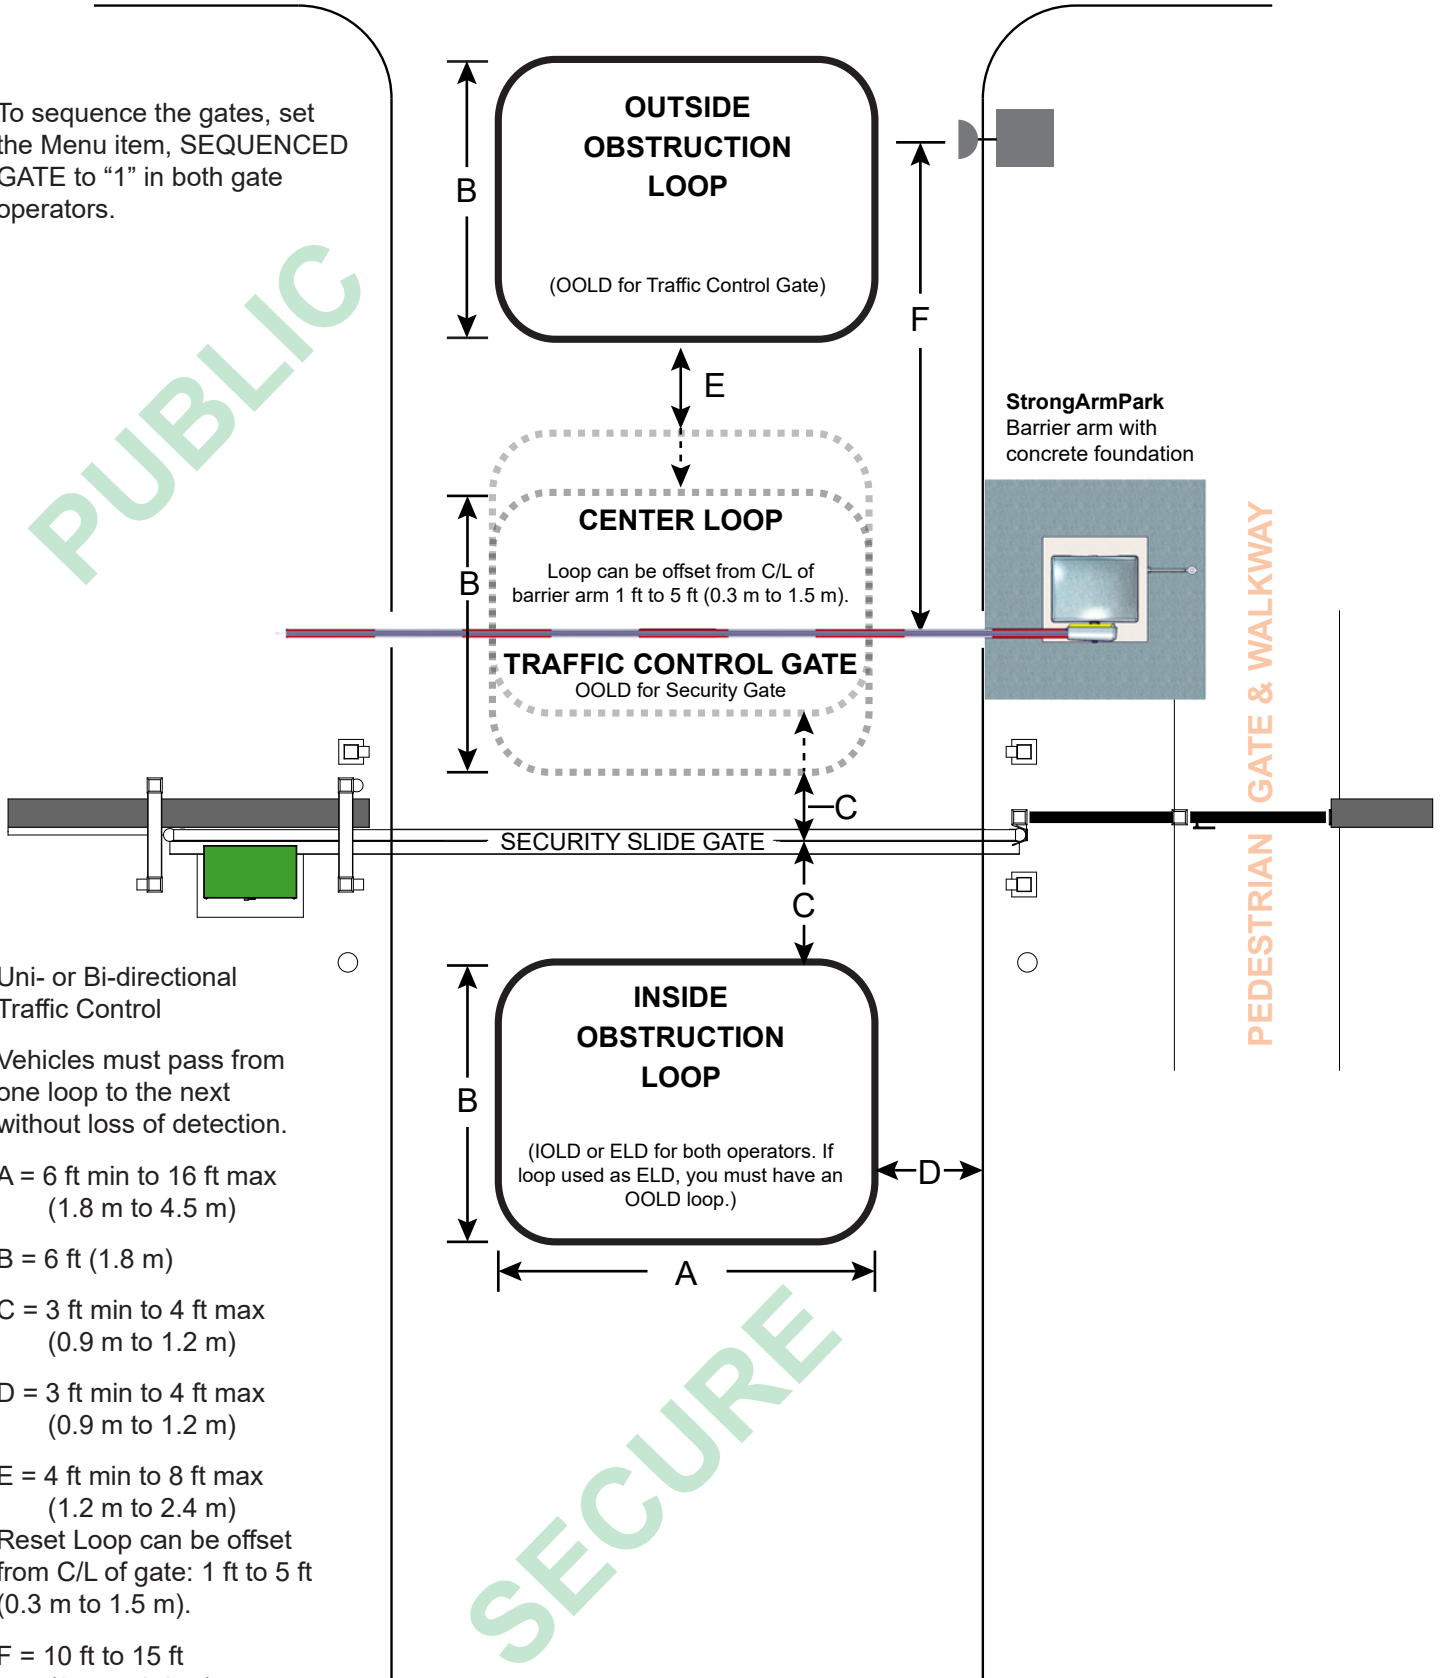 To sequence the gates, set
the Menu item, SEQUENCED
GATE to “1” in both gate
operators.
PUBLIC
B
OUTSIDE
OBSTRUCTION
LOOP
(OOLD for Traffic Control Gate)
F
E
StrongArmPark
Barrier arm with
concrete foundation
B
CENTER LOOP
Loop can be offset from C/L of
barrier arm 1 ft to 5 ft (0.3 m to 1.5 m).
TRAFFIC CONTROL GATE
OOLD for Security Gate
PEDESTRIAN GATE & WALKWAY
C
SECURITY SLIDE GATE
C
B
INSIDE
OBSTRUCTION
LOOP
(IOLD or ELD for both operators. If
loop used as ELD, you must have an
OOLD loop.)
D
A
SECURE
Uni- or Bi-directional
Traffic Control
Vehicles must pass from
one loop to the next
without loss of detection.
A = 6 ft min to 16 ft max
(1.8 m to 4.5 m)
B = 6 ft (1.8 m)
C = 3 ft min to 4 ft max
(0.9 m to 1.2 m)
D = 3 ft min to 4 ft max
(0.9 m to 1.2 m)
E = 4 ft min to 8 ft max
(1.2 m to 2.4 m)
Reset Loop can be offset
from C/L of gate: 1 ft to 5 ft
(0.3 m to 1.5 m).
F = 10 ft to 15 ft